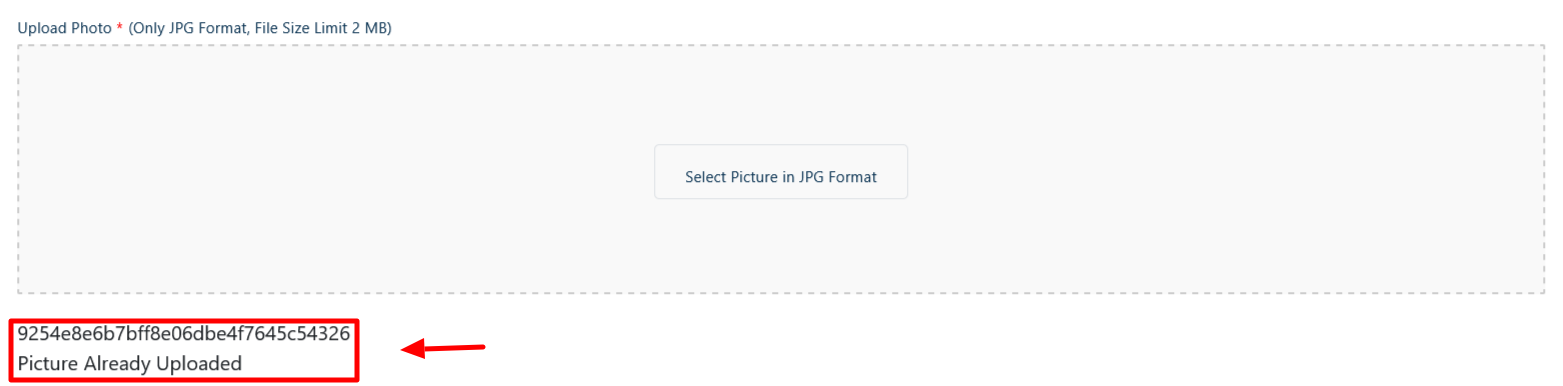 Upload Photo * (Only JPG Format, File Size Limit 2 MB)
Select Picture in JPG Format
9254e8e6b7bff8e06dbe4f7645c54326
Picture Already Uploaded